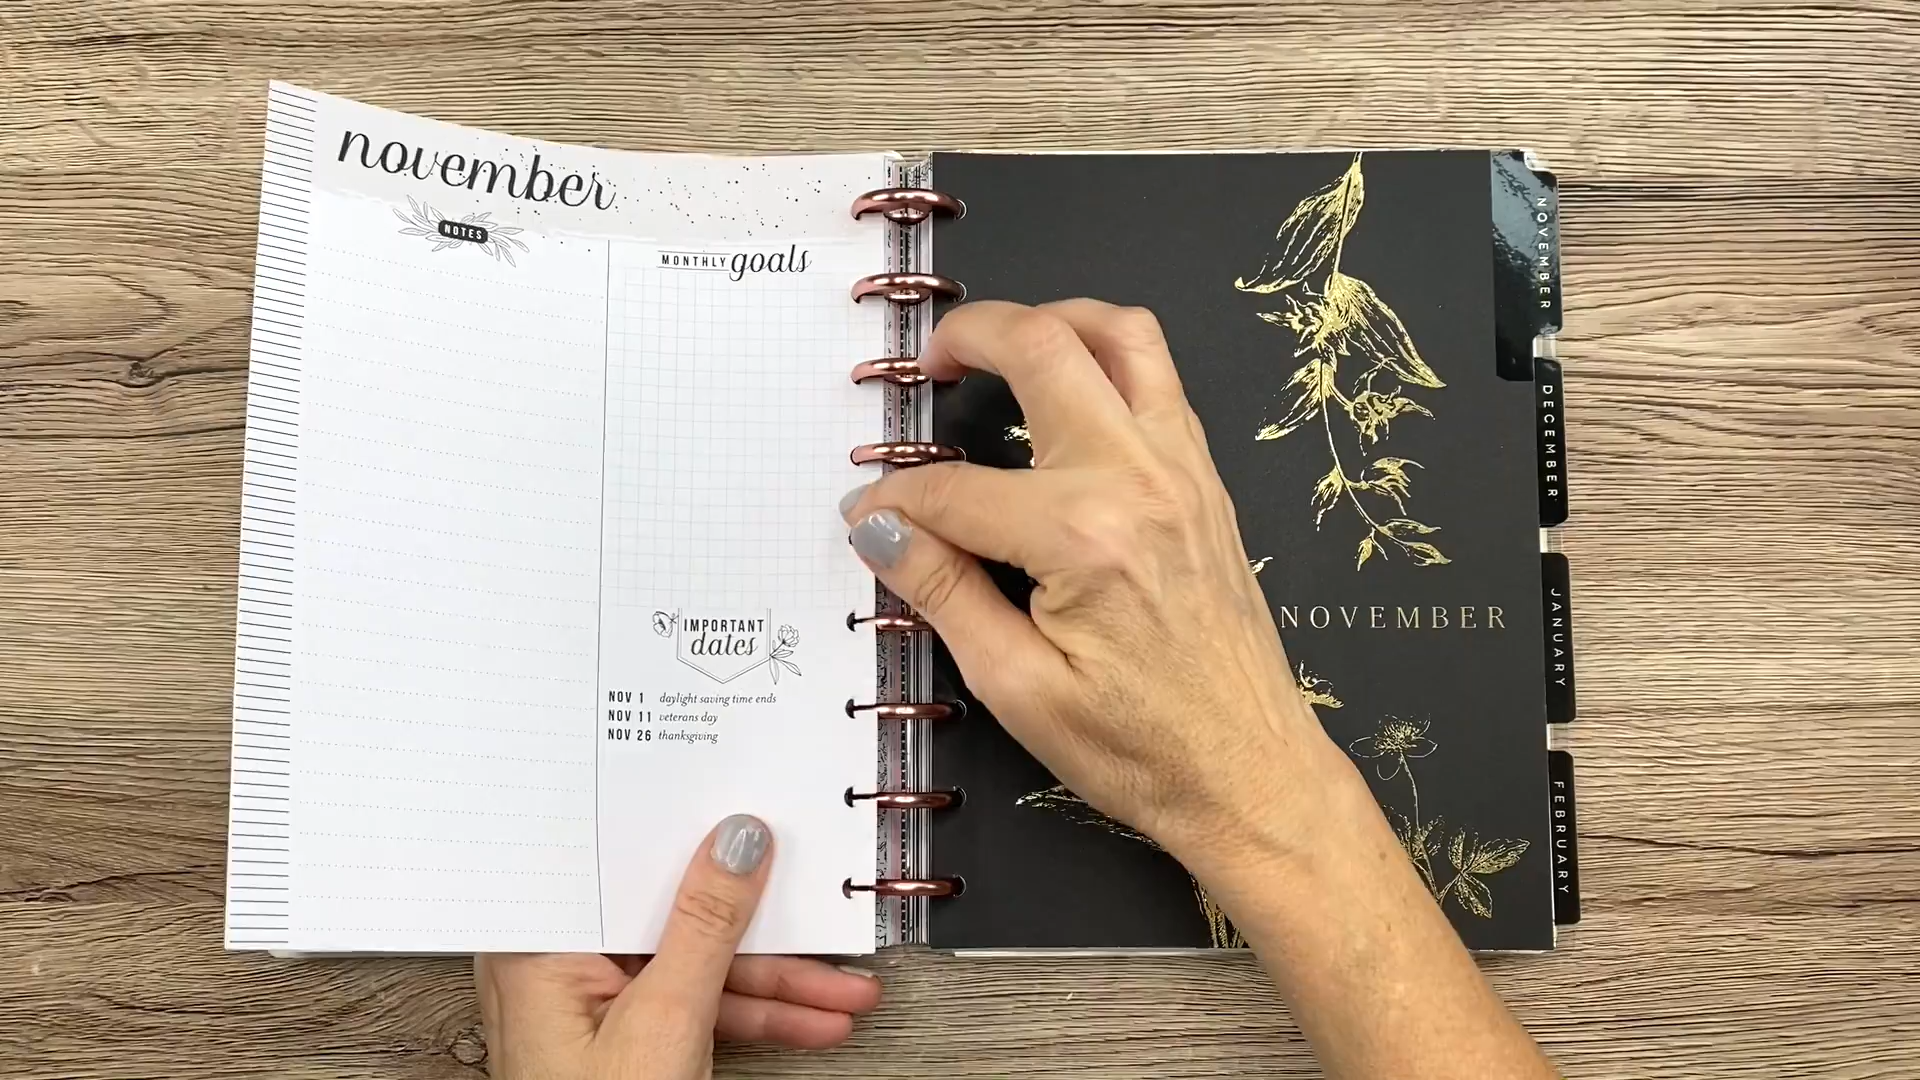 november
NOTES
MONTHLY goals
IMPORTANT
dates
NOV 1 daylight saving time ends
NOV 11 veterans day
NOV 26 thanksgiving
NOVEMBER
NOVEMBER
DECEMBER
JANUARY
FEBRUARY